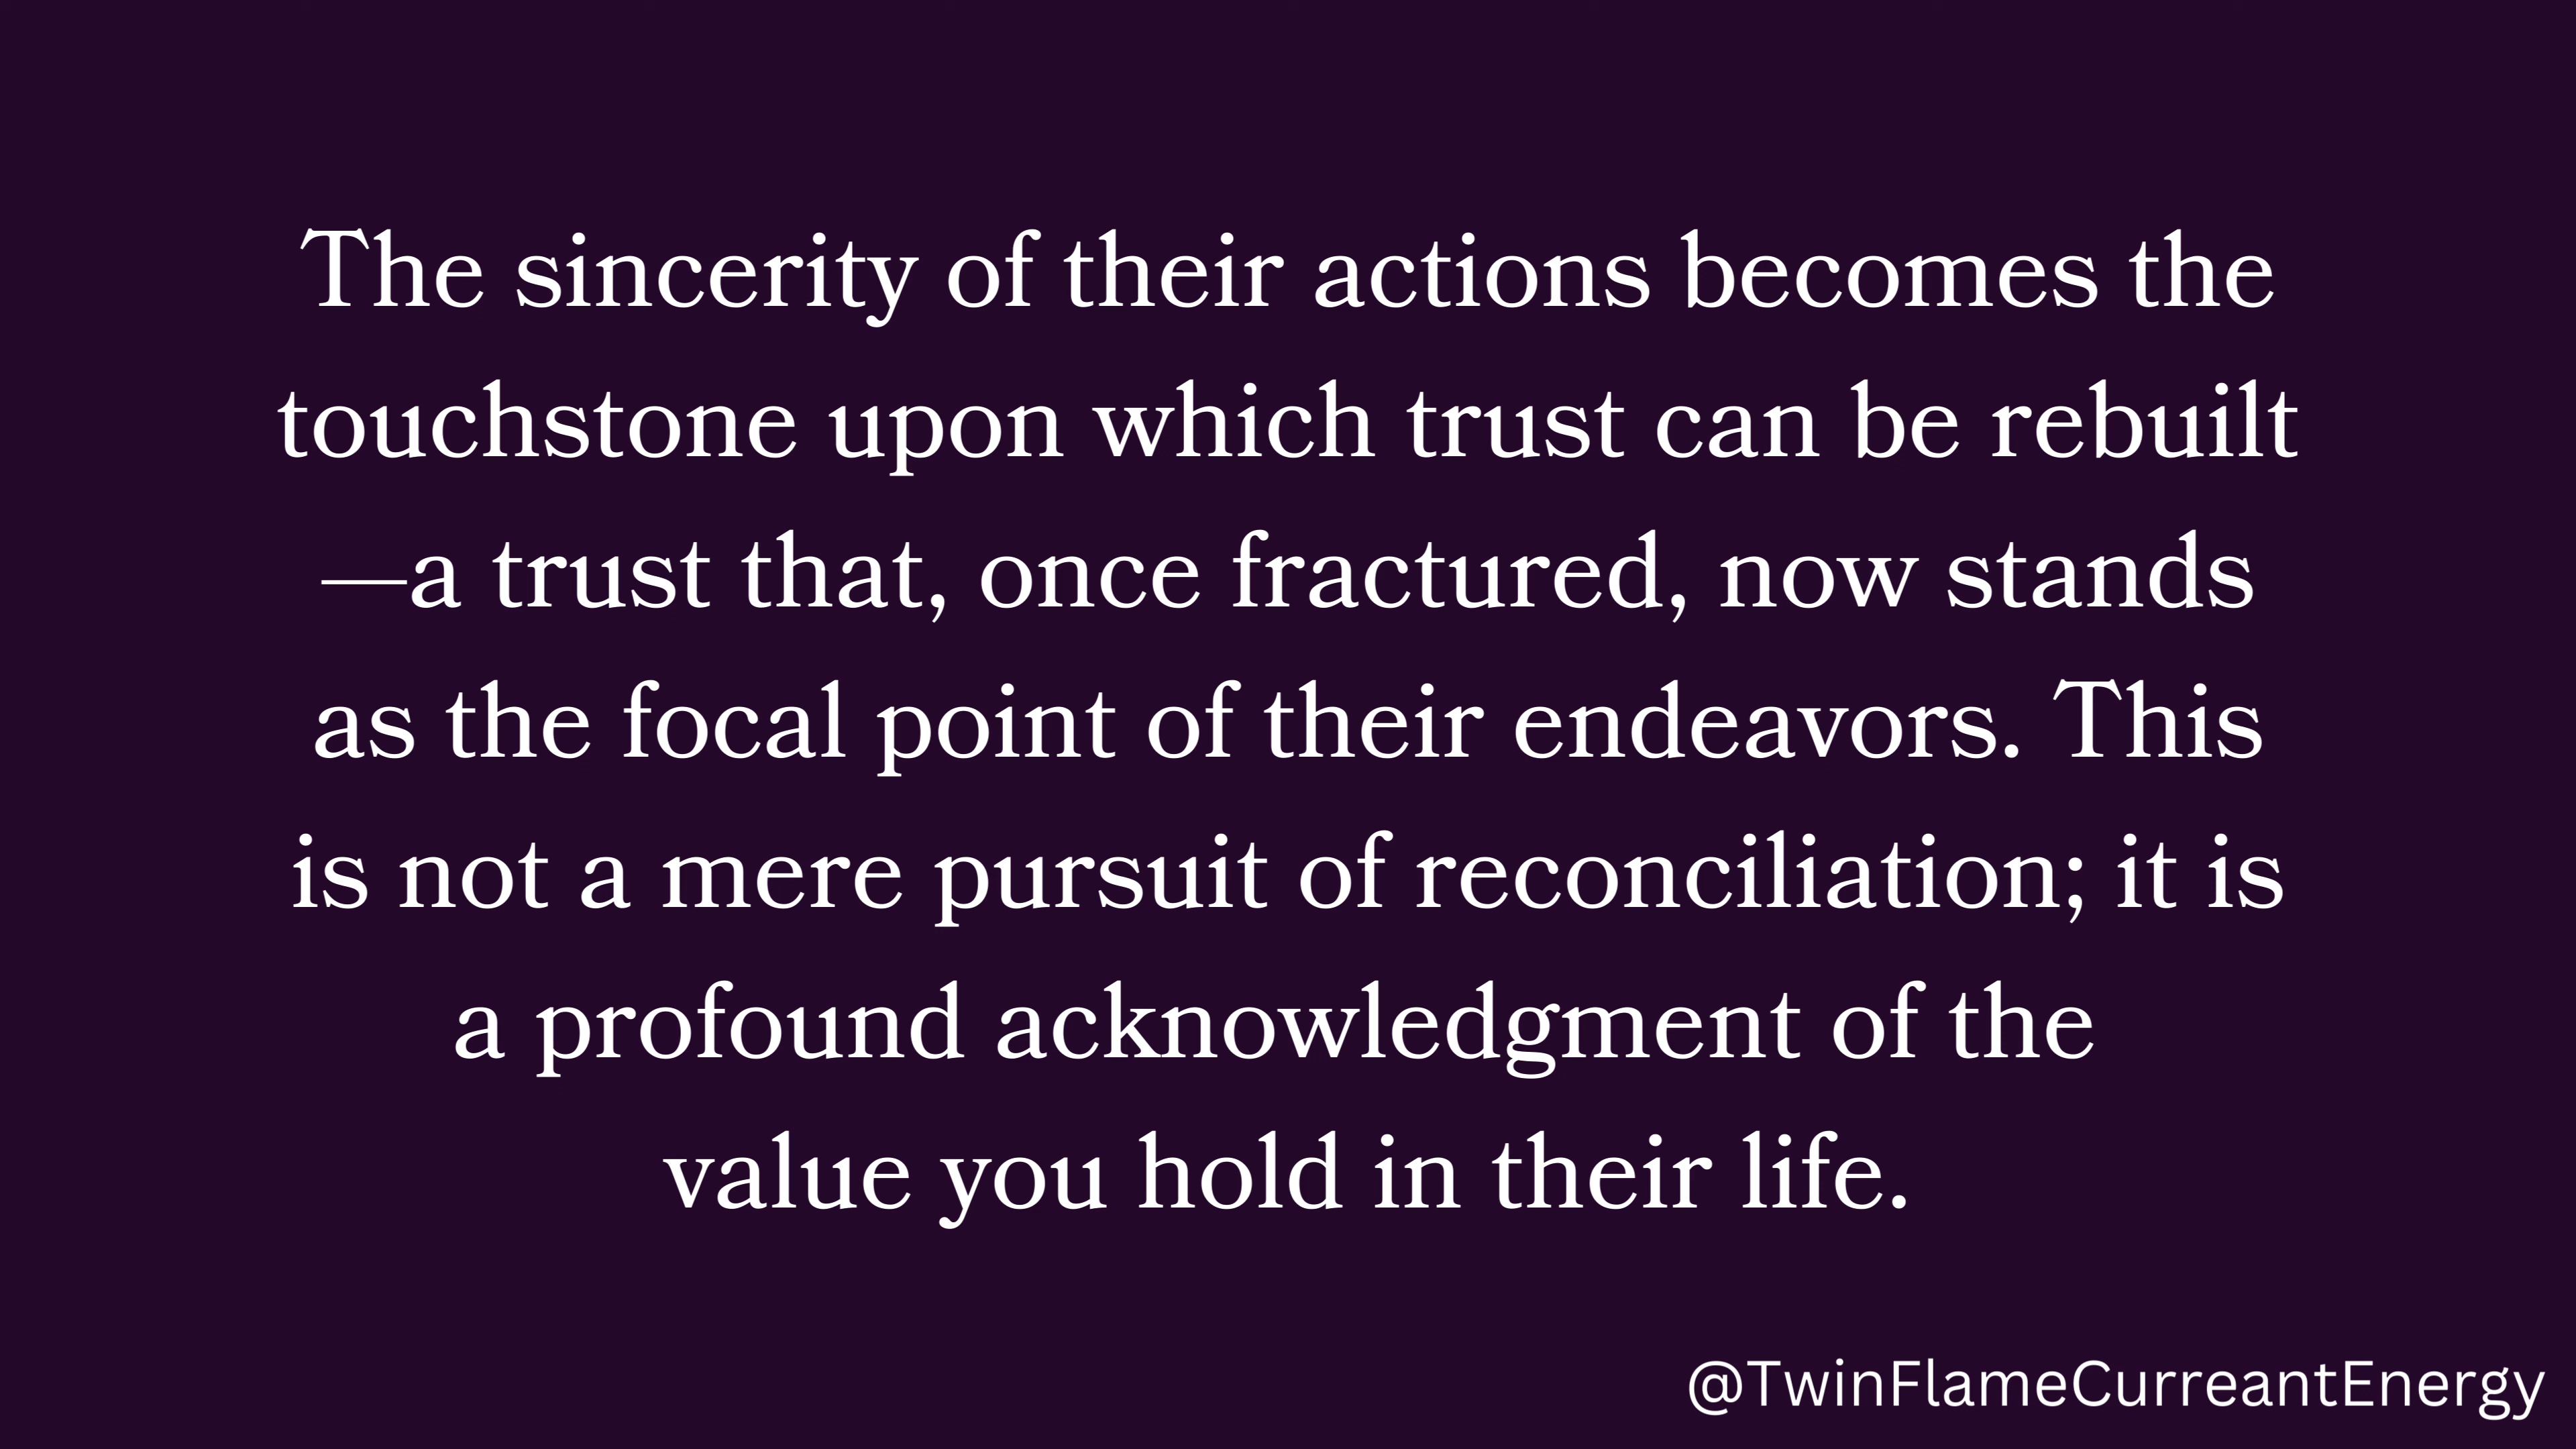 The sincerity of their actions becomes the
touchstone upon which trust can be rebuilt
—a trust that, once fractured, now stands
as the focal point of their endeavors. This
is not a mere pursuit of reconciliation; it is
a profound acknowledgment of the
value you hold in their life.
@TwinFlameCurreantEnergy